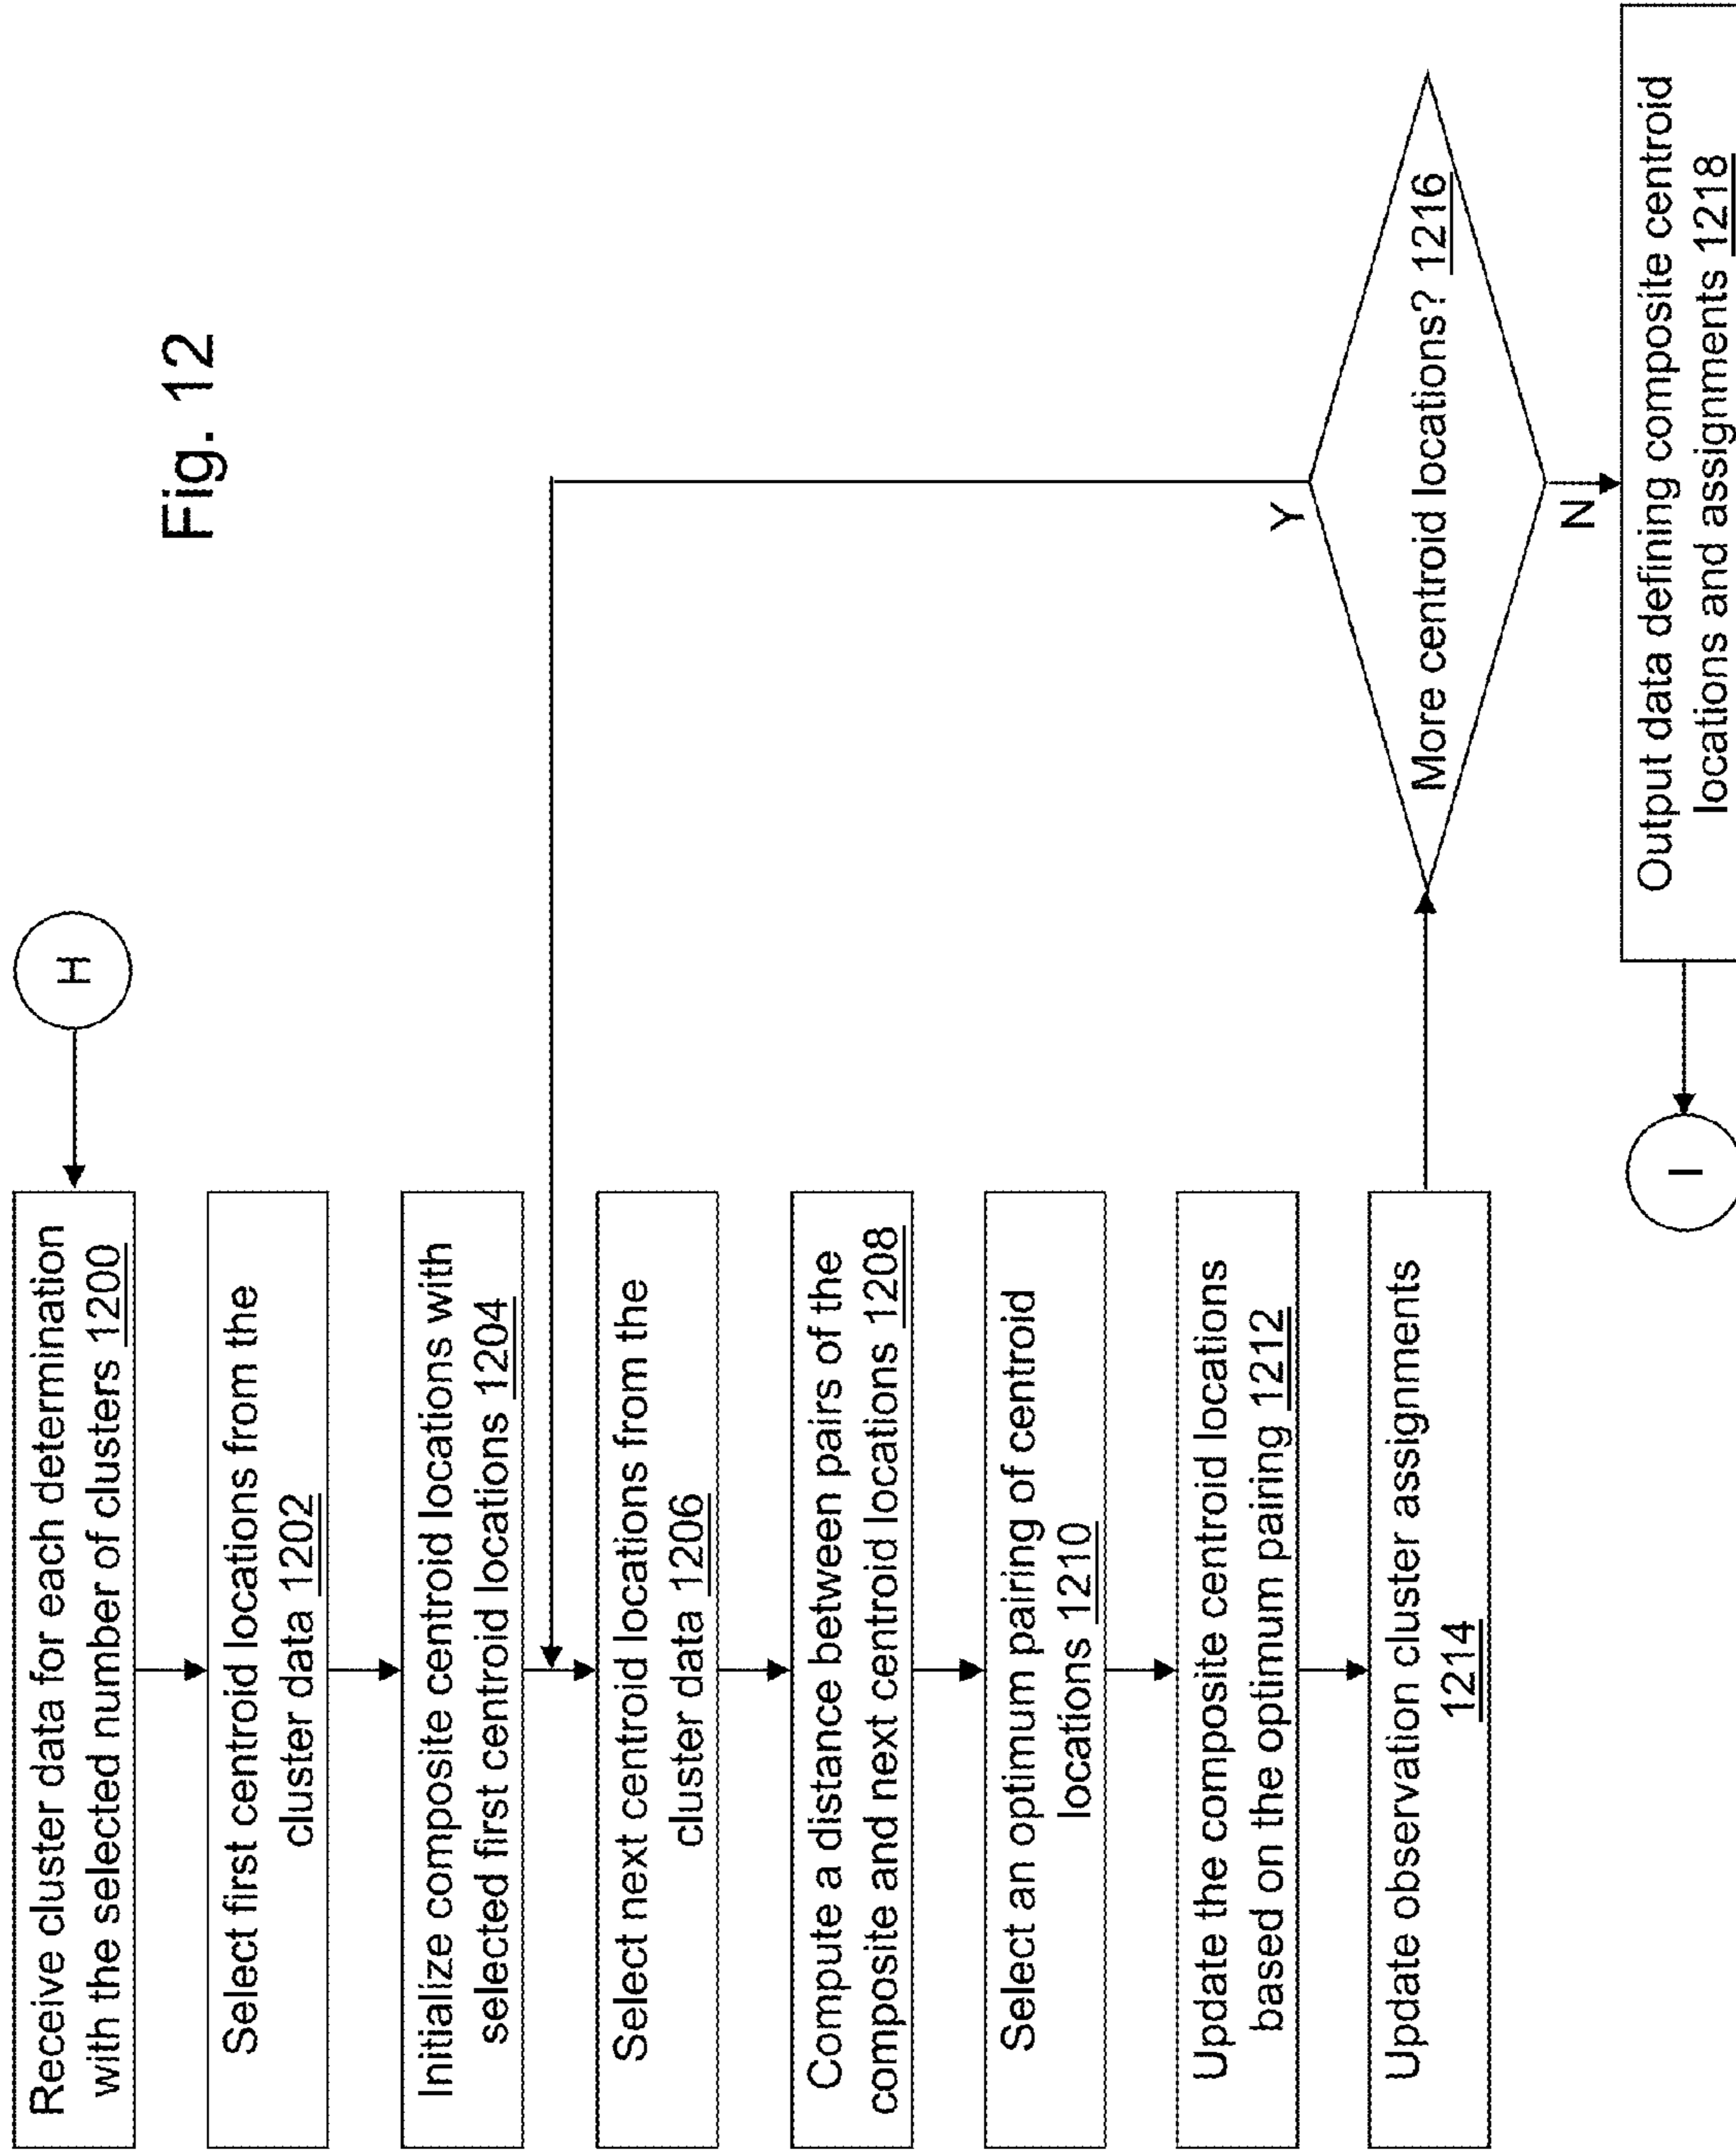 Fig. 12
H
Receive cluster data for each determination
with the selected number of clusters 1200
Select first centroid locations from the
cluster data 1202
Initialize composite centroid locations with
selected first centroid locations 1204
Select next centroid locations from the
cluster data 1206
Compute a distance between pairs of the
composite and next centroid locations 1208
Select an optimum pairing of centroid
locations 1210
Update the composite centroid locations
based on the optimum pairing 1212
Update observation cluster assignments
1214
More centroid locations? 1216
Y
N
Output data defining composite centroid
locations and assignments 1218
I